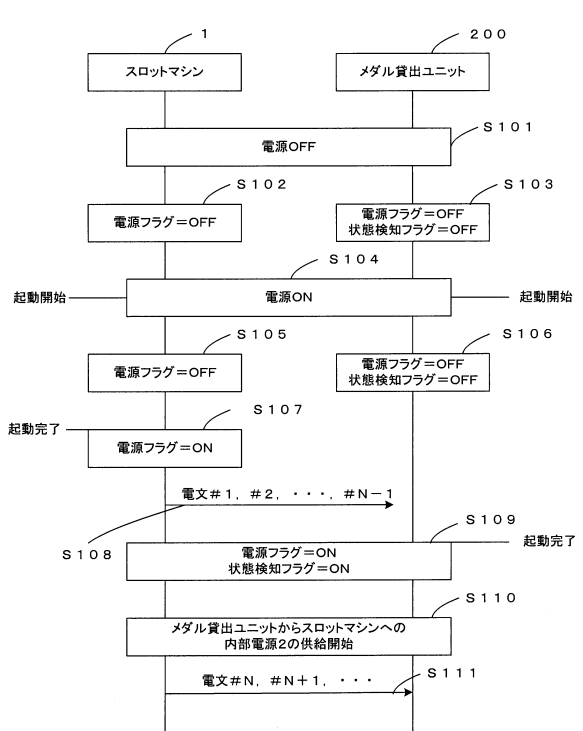 １
２００
スロットマシン
メダル貸出ユニット
Ｓ１０１
電源OFF
Ｓ１０２
Ｓ１０３
電源フラグ＝OFF
電源フラグ＝OFF
状態検知フラグ＝OFF
Ｓ１０４
起動開始
電源ON
起動開始
Ｓ１０５
Ｓ１０６
電源フラグ＝OFF
電源フラグ＝OFF
状態検知フラグ＝OFF
Ｓ１０７
起動完了
電源フラグ＝ON
電文＃１，＃２，・・・，＃Ｎ－１
Ｓ１０８
Ｓ１０９
起動完了
電源フラグ＝ON
状態検知フラグ＝ON
Ｓ１１０
メダル貸出ユニットからスロットマシンへの
内部電源２の供給開始
Ｓ１１１
電文＃Ｎ，＃Ｎ＋１，・・・